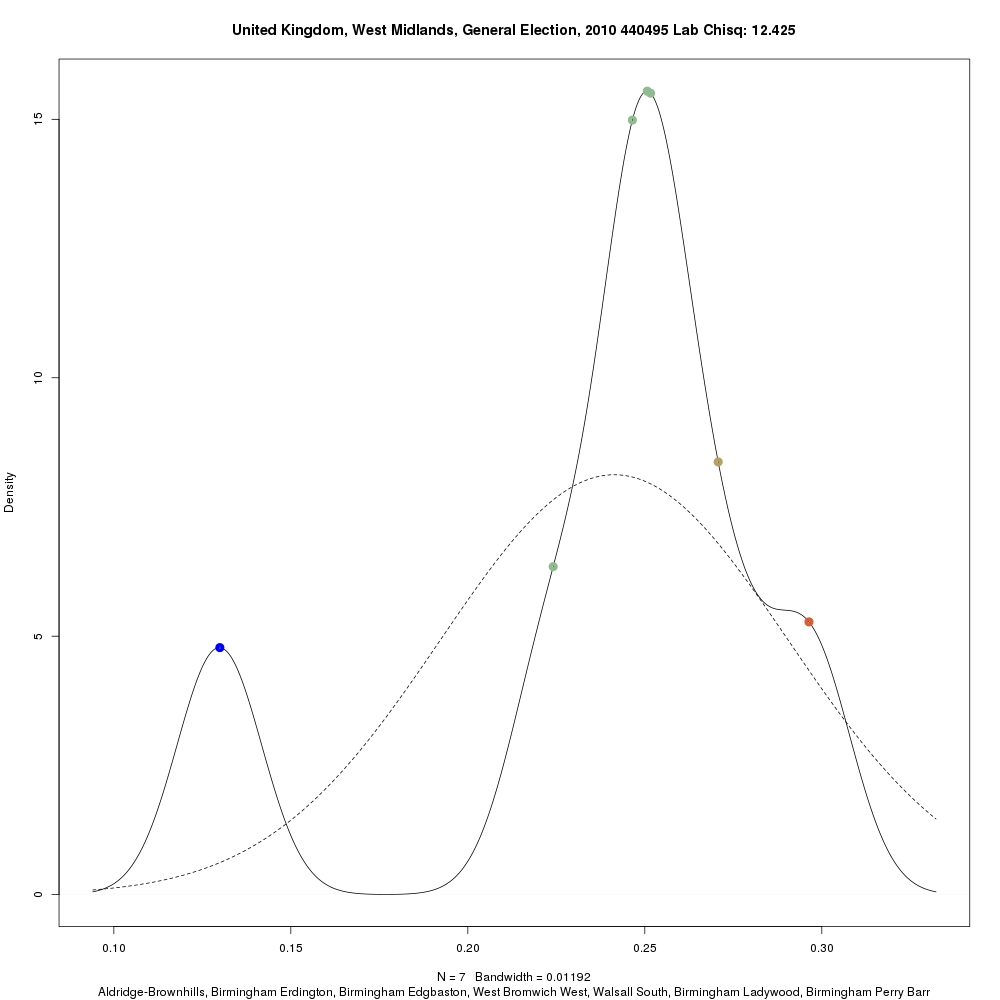 United Kingdom, West Midlands, General Election, 2010 440495 Lab Chisq: 12.425
15
10
5
0
Density
0.10 0.15 0.20 0.25 0.30
N = 7 Bandwidth = 0.01192
Aldridge-Brownhills, Birmingham Erdington, Birmingham Edgbaston, West Bromwich West, Walsall South, Birmingham Ladywood, Birmingham Perry Barr